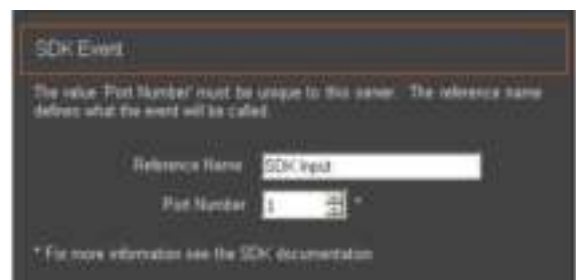 SDK Event
The value 'Port Number' must be unique to this server. The reference name
defines what the event will be called.
Reference Name SDK Input
Port Number 1 *
* For more information see the SDK documentation